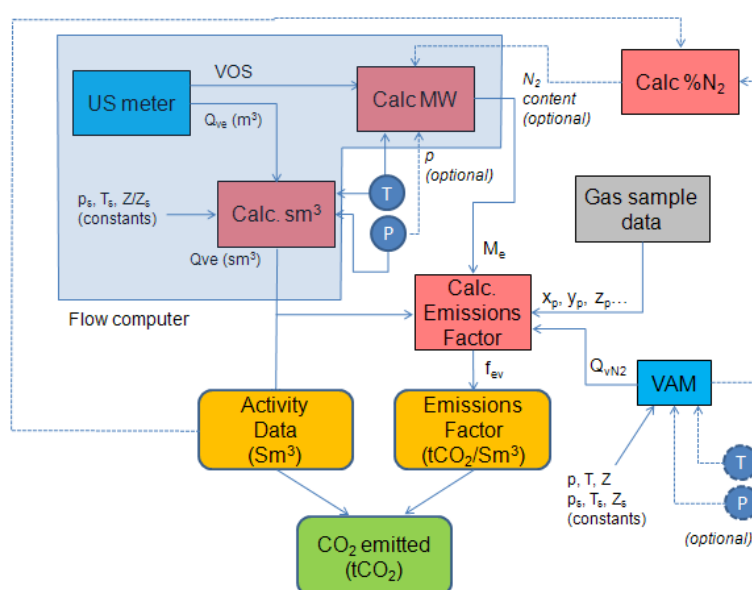 VOS
US meter
Calc MW
N₂
content
(optional)
Calc %N₂
Qve (m³)
p
(optional)
T
pₛ, Tₛ, Z/Zₛ
(constants)
Calc. sm³
P
Gas sample
data
Qve (sm³)
Mₑ
Flow computer
Calc.
Emissions
Factor
xₚ, yₚ, zₚ...
fev
QvN2
VAM
Activity
Data
(Sm³)
Emissions
Factor
(tCO₂/Sm³)
T
p, T, Z
pₛ, Tₛ, Zₛ
(constants)
P
(optional)
CO₂ emitted
(tCO₂)